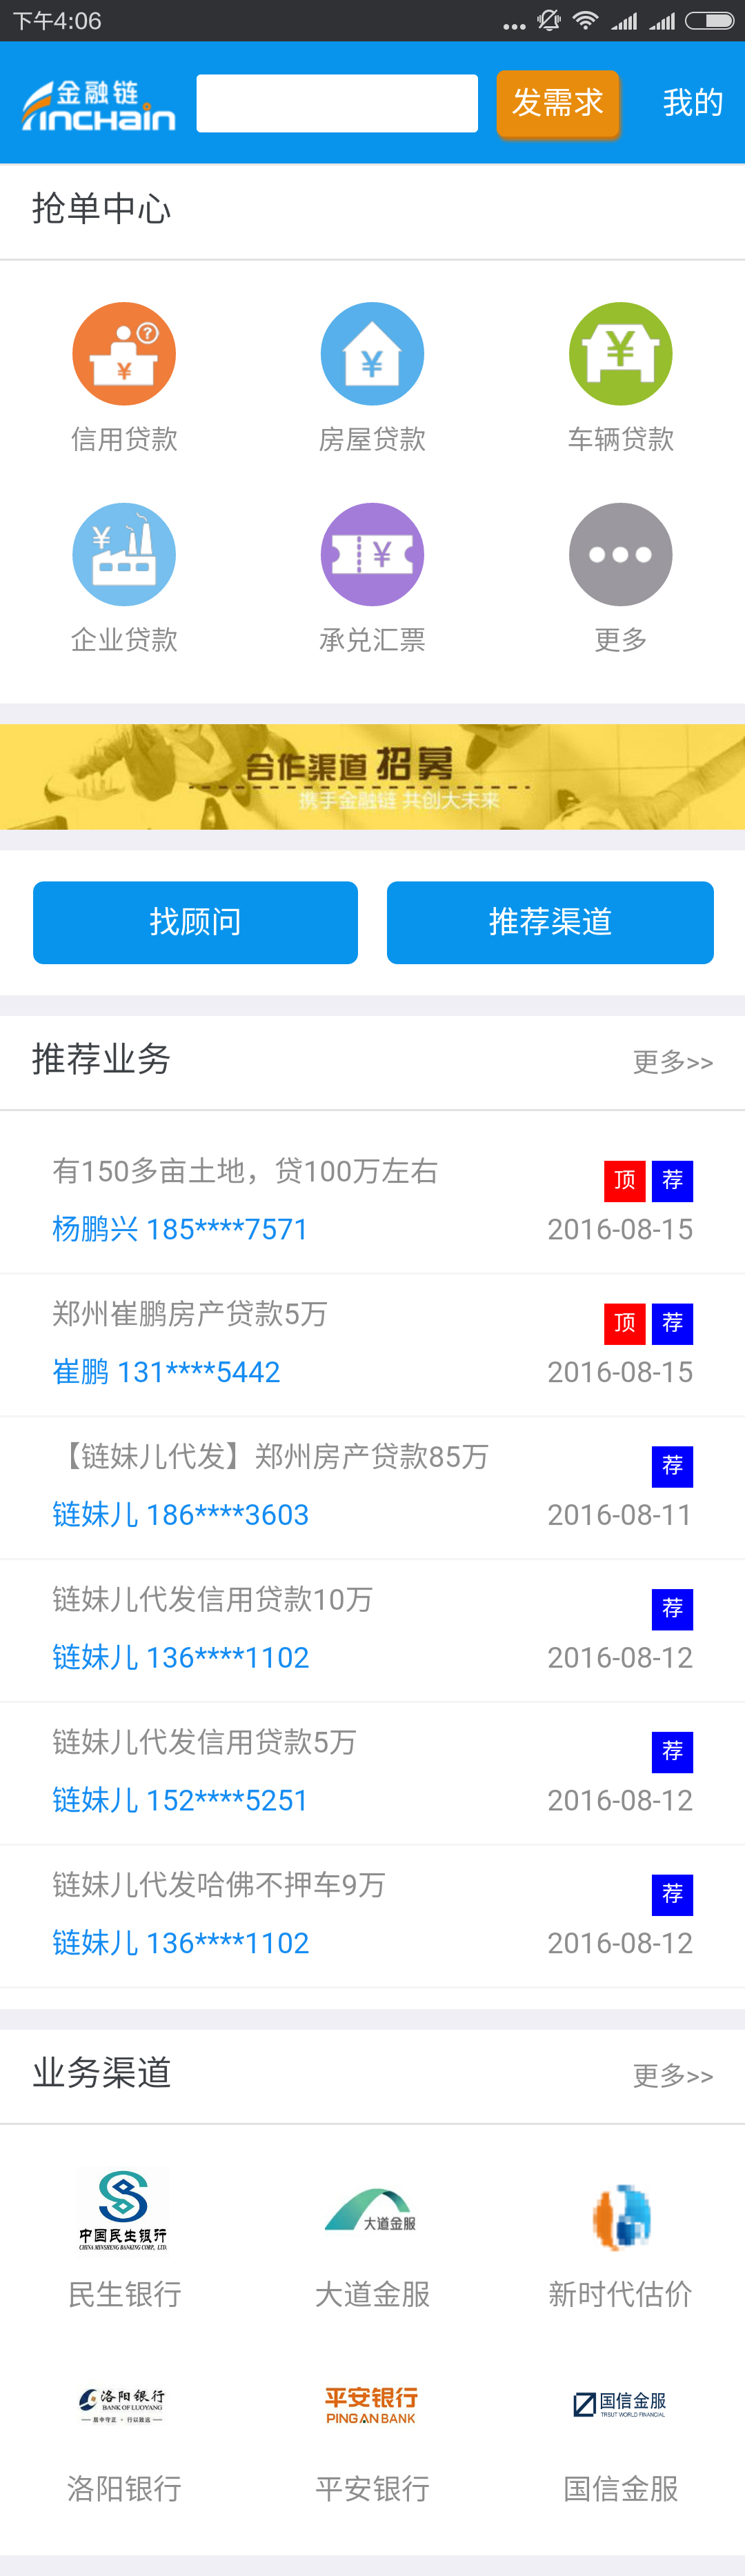 下午4:06
金融链
finchain
发需求
我的
抢单中心
信用贷款
房屋贷款
车辆贷款
企业贷款
承兑汇票
更多
合作渠道 招募
携手金融链 共创大未来
找顾问
推荐渠道
推荐业务
更多>>
有150多亩土地，贷100万左右
顶 荐
杨鹏兴 185****7571
2016-08-15
郑州崔鹏房产贷款5万
顶 荐
崔鹏 131****5442
2016-08-15
【链妹儿代发】郑州房产贷款85万
荐
链妹儿 186****3603
2016-08-11
链妹儿代发信用贷款10万
荐
链妹儿 136****1102
2016-08-12
链妹儿代发信用贷款5万
荐
链妹儿 152****5251
2016-08-12
链妹儿代发哈佛不押车9万
荐
链妹儿 136****1102
2016-08-12
业务渠道
更多>>
中国民生银行
CHINA MINSHENG BANKING CORP., LTD.
大道金服
民生银行
大道金服
新时代估价
洛阳银行
BANK OF LUOYANG
居中守正 · 行以致远
平安银行
PING AN BANK
国信金服
TRSUT WORLD FINANCIAL
洛阳银行
平安银行
国信金服